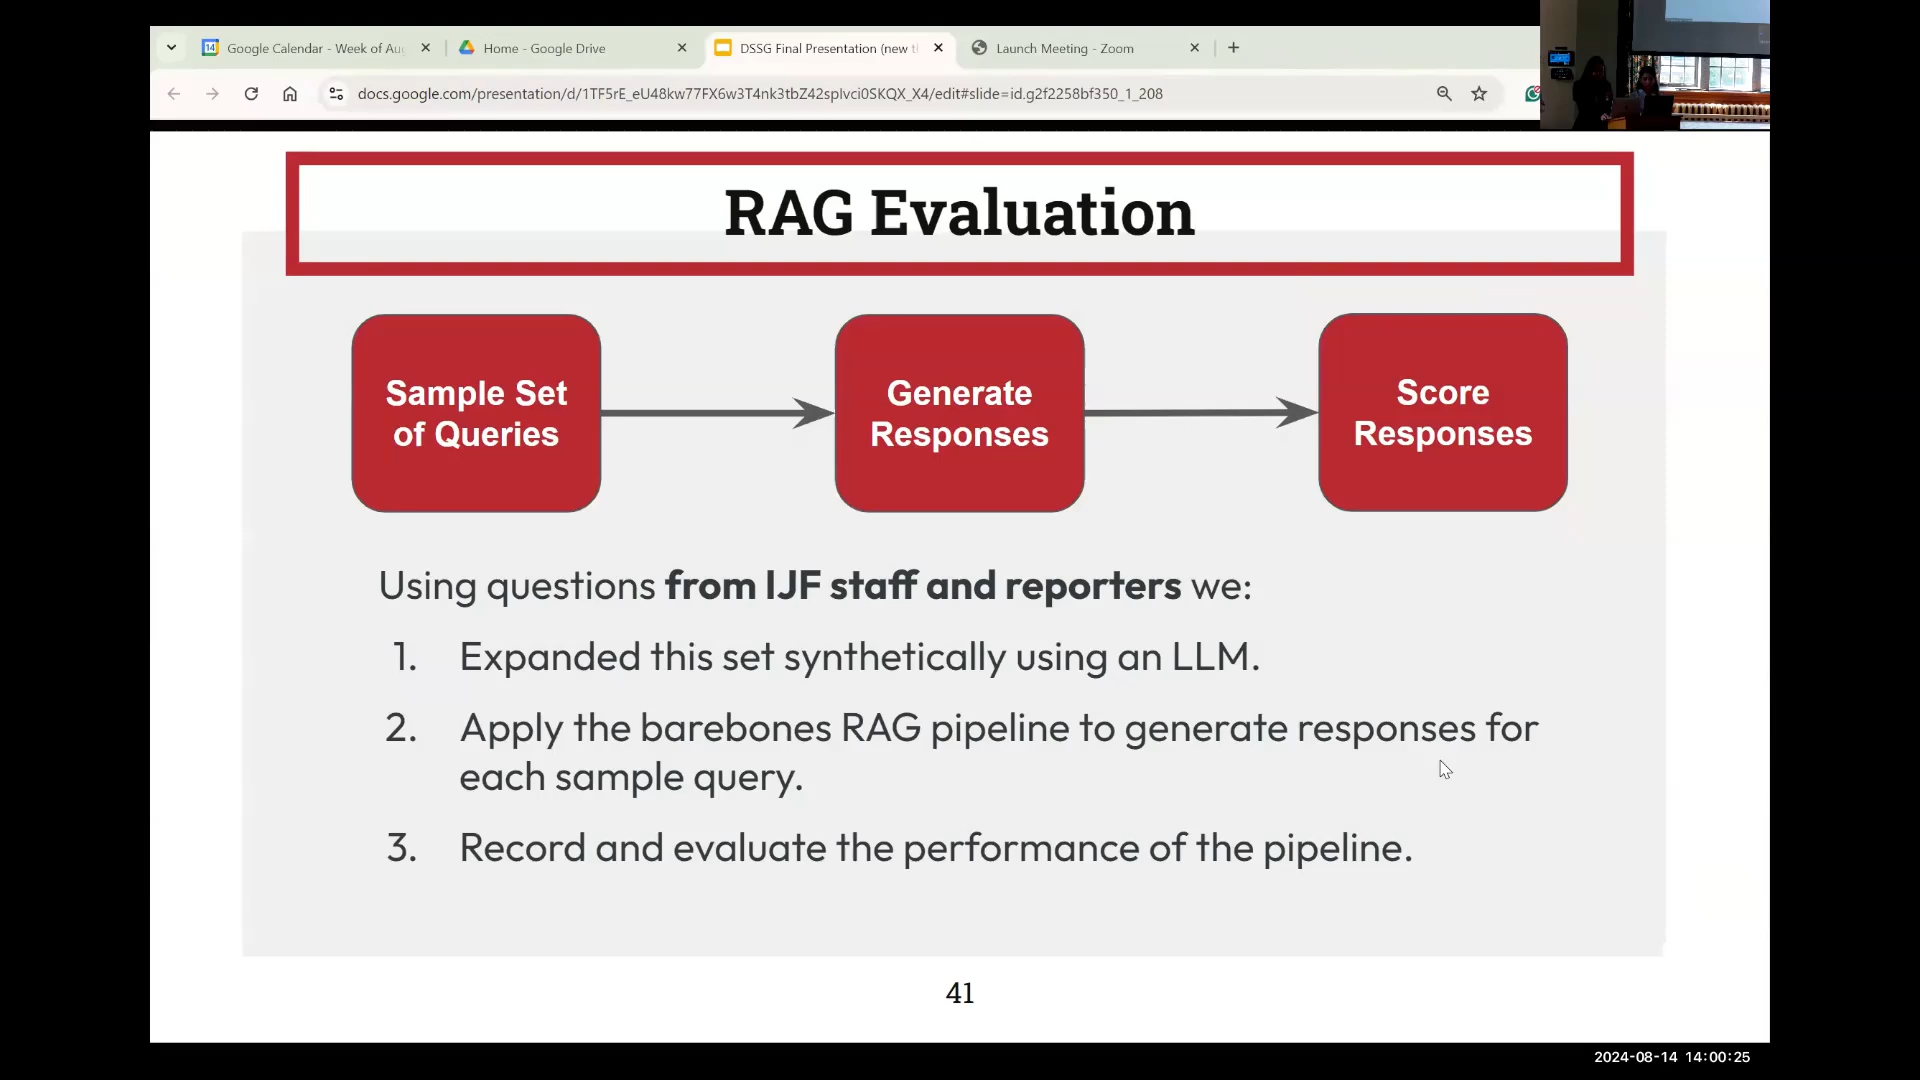 14 Google Calendar - Week of Au
Home - Google Drive
DSSG Final Presentation (new t
Launch Meeting - Zoom
docs.google.com/presentation/d/1TF5rE_eU48kw77FX6w3T4nk3tbZ42splvci0SKQX_X4/edit#slide=id.g2f2258bf350_1_208
RAG Evaluation
Sample Set
of Queries
Generate
Responses
Score
Responses
Using questions from IJF staff and reporters we:
1. Expanded this set synthetically using an LLM.
2. Apply the barebones RAG pipeline to generate responses for
each sample query.
3. Record and evaluate the performance of the pipeline.
41
2024-08-14 14:00:25